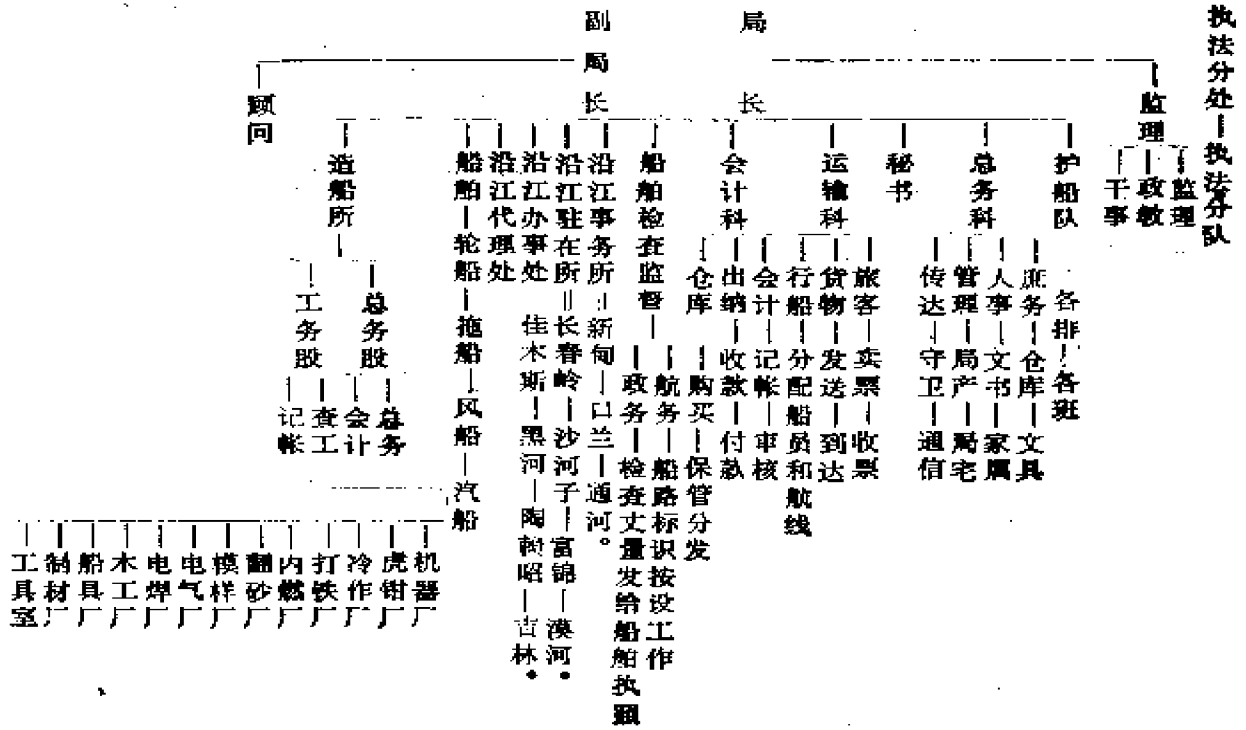 执法分处—执法分队
局长
副局长
监理
监理
政教
干事
顾问
护船队
各排—各班
总务科
庶务—仓库—文具
人事—文书—家属
管理—局产—局宅
传达—守卫—通信
秘书
运输科
旅客—卖票—收票
货物—发送—到达
行船—分配船员和航线
会计科
会计—记帐—审核
出纳—收款—付款
仓库—购买—保管分发
船舶检查监督
航务—船路标识按设工作
政务—检查丈量发给船舶执照
沿江事务所=新甸—口兰—通河。
沿江驻在所=长春岭—沙河子—富锦—漠河·
沿江办事处 佳木斯—黑河—陶赖昭—吉林·
沿江代理处
船舶—轮船—拖船—风船—汽船
造船所
总务股
总务
会计
工务股
查工
记帐
机器厂
虎钳厂
冷作厂
打铁厂
内燃厂
翻砂厂
模样厂
电气厂
电焊厂
木工厂
船具厂
制材厂
工具室